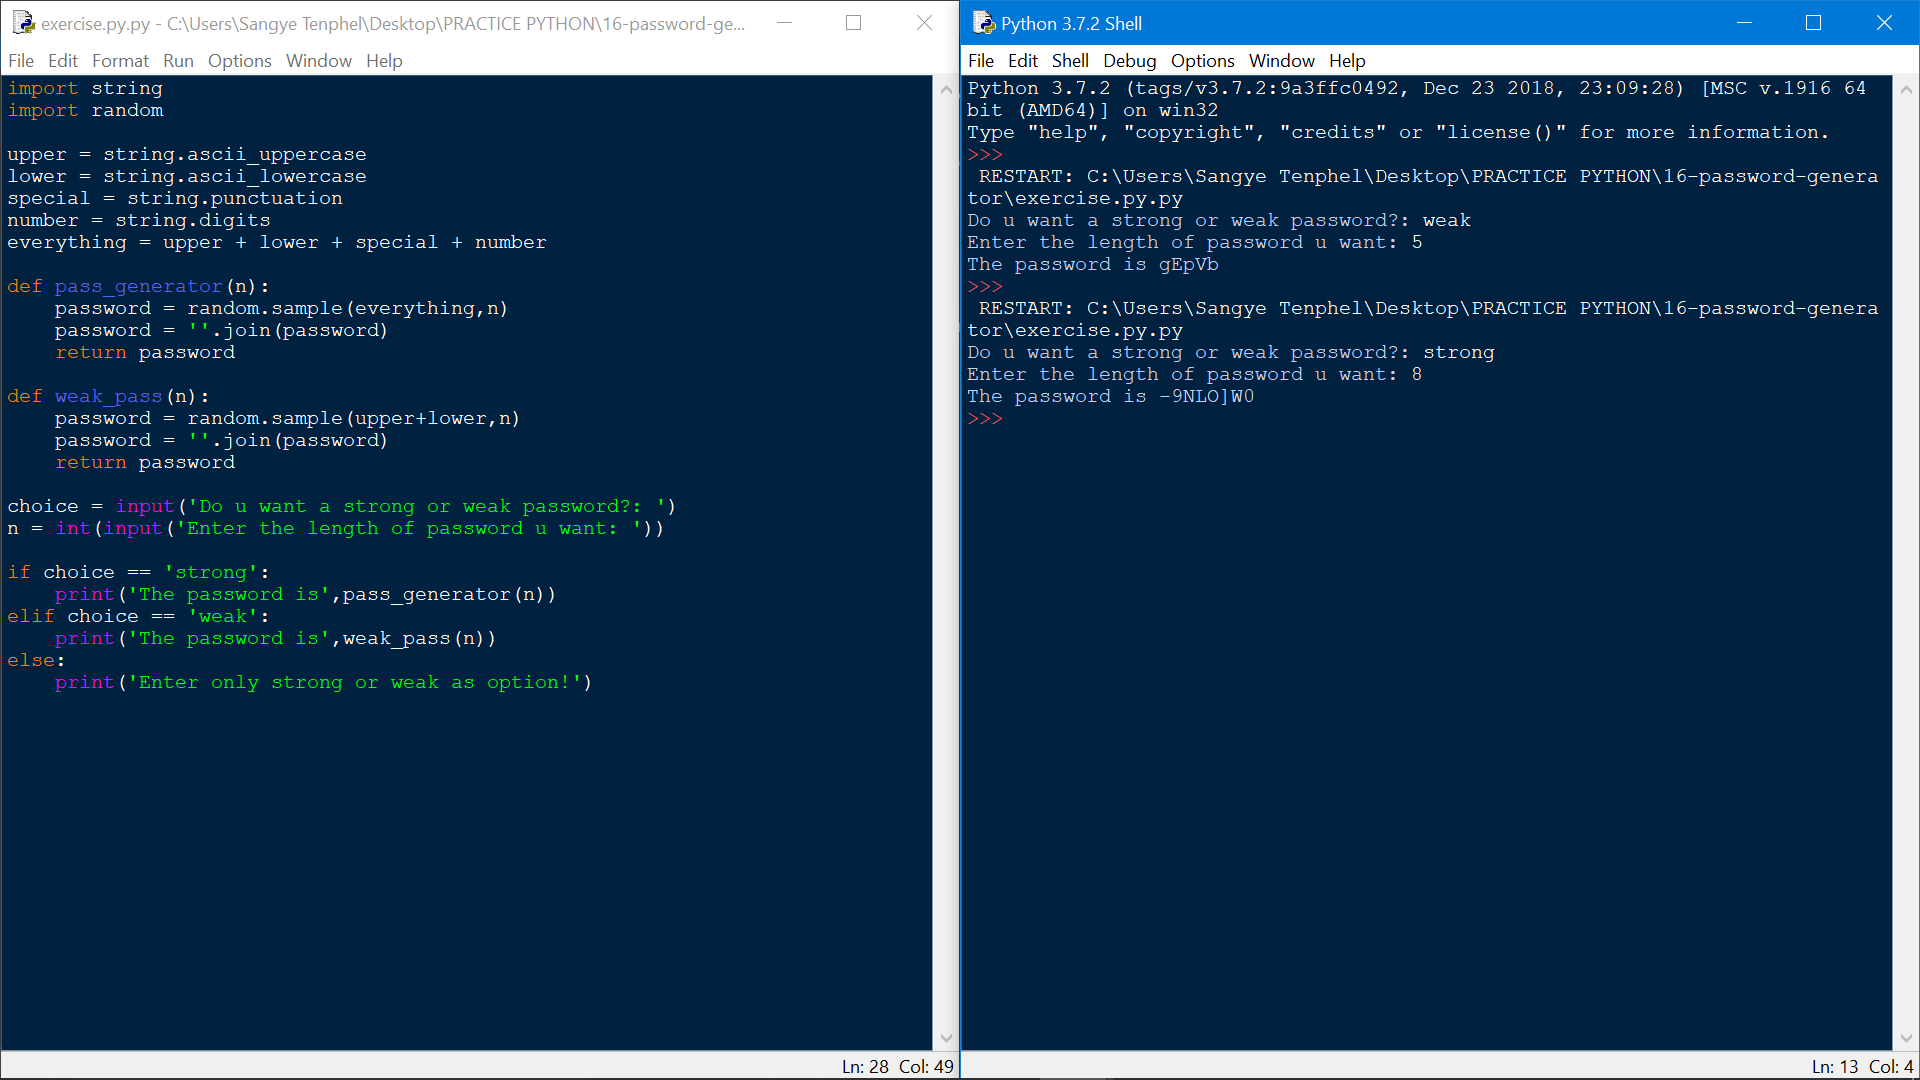 exercise.py.py - C:\Users\Sangye Tenphel\Desktop\PRACTICE PYTHON\16-password-ge...
File Edit Format Run Options Window Help
import string
import random
upper = string.ascii_uppercase
lower = string.ascii_lowercase
special = string.punctuation
number = string.digits
everything = upper + lower + special + number
def pass_generator(n):
    password = random.sample(everything,n)
    password = ''.join(password)
    return password
def weak_pass(n):
    password = random.sample(upper+lower,n)
    password = ''.join(password)
    return password
choice = input('Do u want a strong or weak password?: ')
n = int(input('Enter the length of password u want: '))
if choice == 'strong':
    print('The password is',pass_generator(n))
elif choice == 'weak':
    print('The password is',weak_pass(n))
else:
    print('Enter only strong or weak as option!')
Ln: 28 Col: 49
Python 3.7.2 Shell
File Edit Shell Debug Options Window Help
Python 3.7.2 (tags/v3.7.2:9a3ffc0492, Dec 23 2018, 23:09:28) [MSC v.1916 64
bit (AMD64)] on win32
Type "help", "copyright", "credits" or "license()" for more information.
>>>
 RESTART: C:\Users\Sangye Tenphel\Desktop\PRACTICE PYTHON\16-password-genera
tor\exercise.py.py
Do u want a strong or weak password?: weak
Enter the length of password u want: 5
The password is gEpVb
>>>
 RESTART: C:\Users\Sangye Tenphel\Desktop\PRACTICE PYTHON\16-password-genera
tor\exercise.py.py
Do u want a strong or weak password?: strong
Enter the length of password u want: 8
The password is -9NLO]W0
>>>
Ln: 13 Col: 4